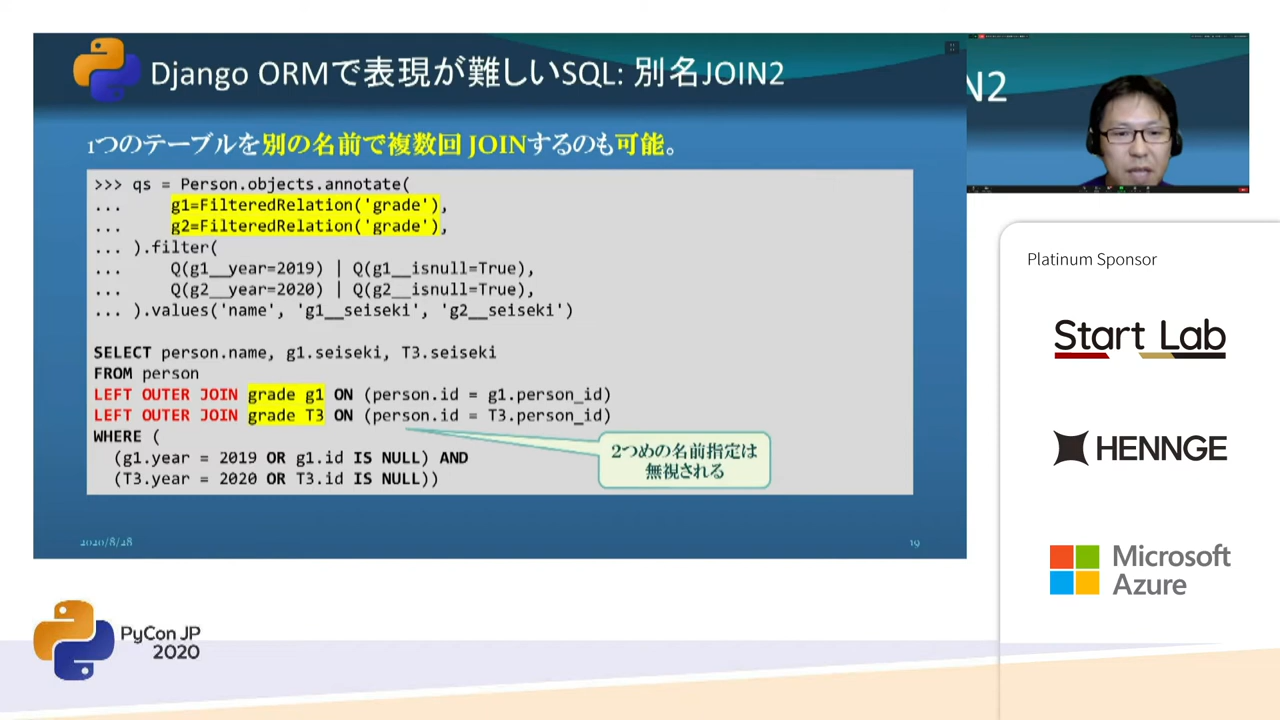 Django ORMで表現が難しいSQL: 別名JOIN2
1つのテーブルを別の名前で複数回 JOINするのも可能。
>>> qs = Person.objects.annotate(
... g1=FilteredRelation('grade'),
... g2=FilteredRelation('grade'),
... ).filter(
... Q(g1__year=2019) | Q(g1__isnull=True),
... Q(g2__year=2020) | Q(g2__isnull=True),
... ).values('name', 'g1__seiseki', 'g2__seiseki')
SELECT person.name, g1.seiseki, T3.seiseki
FROM person
LEFT OUTER JOIN grade g1 ON (person.id = g1.person_id)
LEFT OUTER JOIN grade T3 ON (person.id = T3.person_id)
WHERE (
(g1.year = 2019 OR g1.id IS NULL) AND
(T3.year = 2020 OR T3.id IS NULL))
2つめの名前指定は
無視される
2020/8/28
19
N2
Platinum Sponsor
Start Lab
HENNGE
Microsoft
Azure
PyCon JP
2020